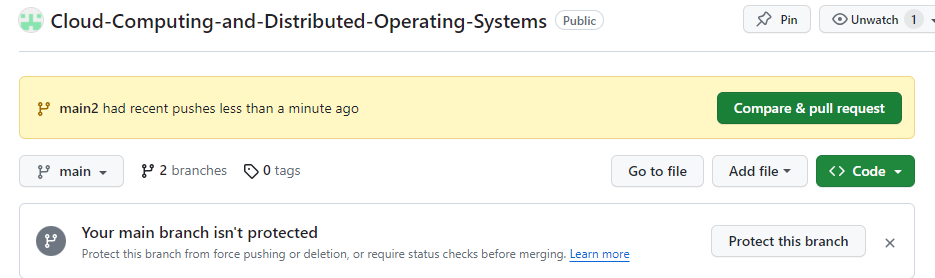 Cloud-Computing-and-Distributed-Operating-Systems Public Pin Unwatch 1
main2 had recent pushes less than a minute ago Compare & pull request
main 2 branches 0 tags Go to file Add file Code
Your main branch isn't protected
Protect this branch from force pushing or deletion, or require status checks before merging. Learn more Protect this branch